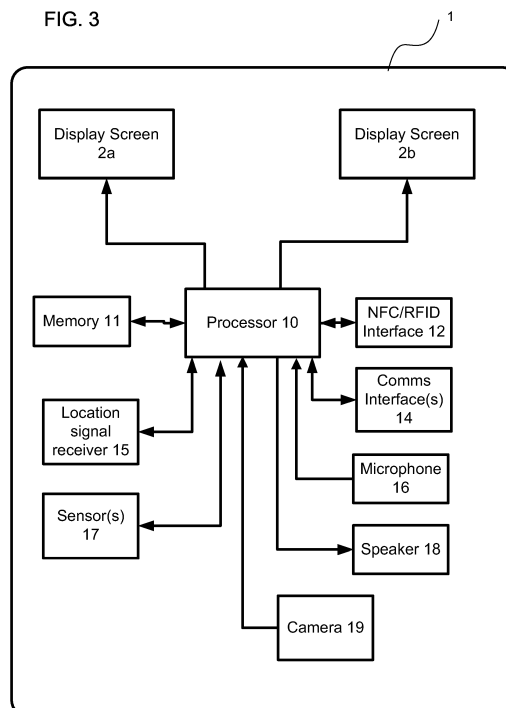 FIG. 3
1
Display Screen
2a
Display Screen
2b
Memory 11
Processor 10
NFC/RFID
Interface 12
Location
signal
receiver 15
Comms
Interface(s)
14
Microphone
16
Sensor(s)
17
Speaker 18
Camera 19